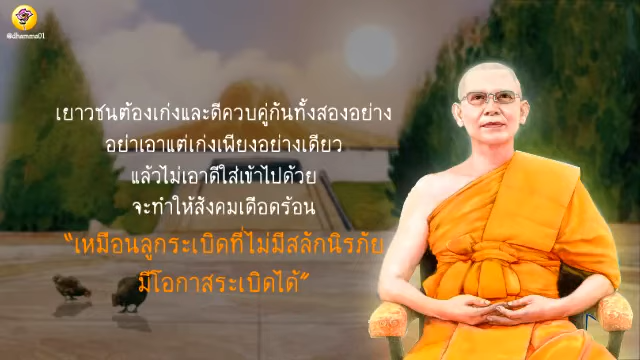 @dhamma01
เยาวชนต้องเก่งและดีควบคู่กันทั้งสองอย่าง
อย่าเอาแต่เก่งเพียงอย่างเดียว
แล้วไม่เอาดีใส่เข้าไปด้วย
จะทำให้สังคมเดือดร้อน
“เหมือนลูกระเบิดที่ไม่มีสลักนิรภัย
มีโอกาสระเบิดได้”